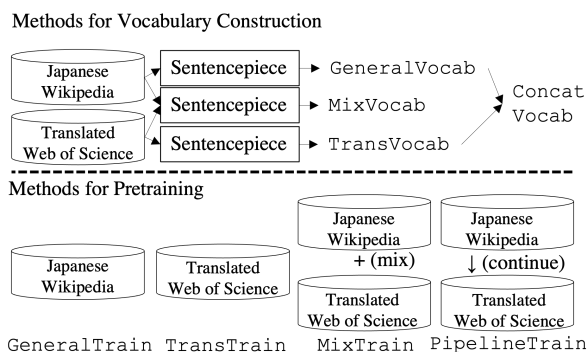 Methods for Vocabulary Construction
Japanese
Wikipedia
Translated
Web of Science
Sentencepiece
Sentencepiece
Sentencepiece
GeneralVocab
MixVocab
TransVocab
Concat
Vocab
Methods for Pretraining
Japanese
Wikipedia
GeneralTrain
Translated
Web of Science
TransTrain
Japanese
Wikipedia
+ (mix)
Translated
Web of Science
MixTrain
Japanese
Wikipedia
↓ (continue)
Translated
Web of Science
PipelineTrain